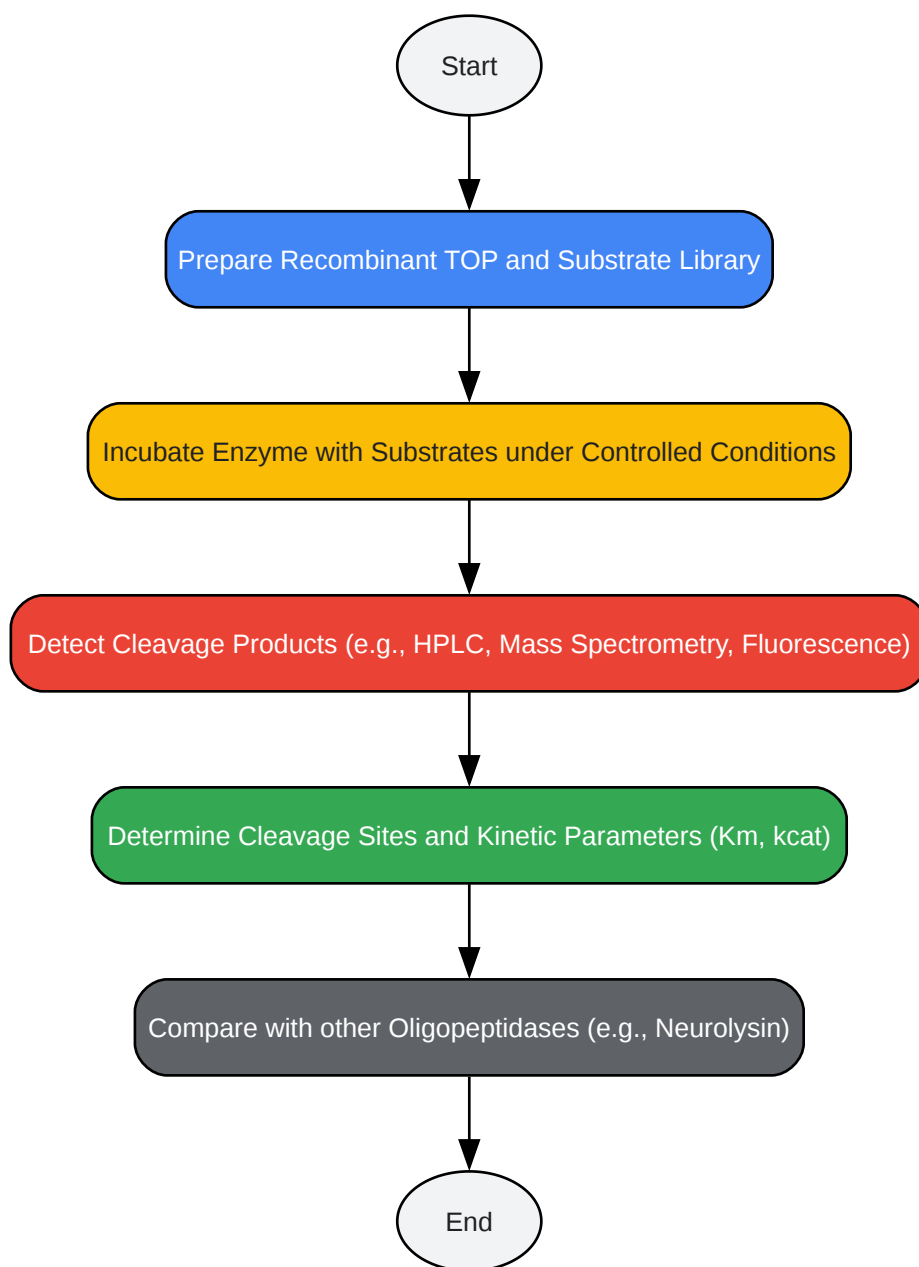 Start
Prepare Recombinant TOP and Substrate Library
Incubate Enzyme with Substrates under Controlled Conditions
Detect Cleavage Products (e.g., HPLC, Mass Spectrometry, Fluorescence)
Determine Cleavage Sites and Kinetic Parameters (Km, kcat)
Compare with other Oligopeptidases (e.g., Neurolysin)
End